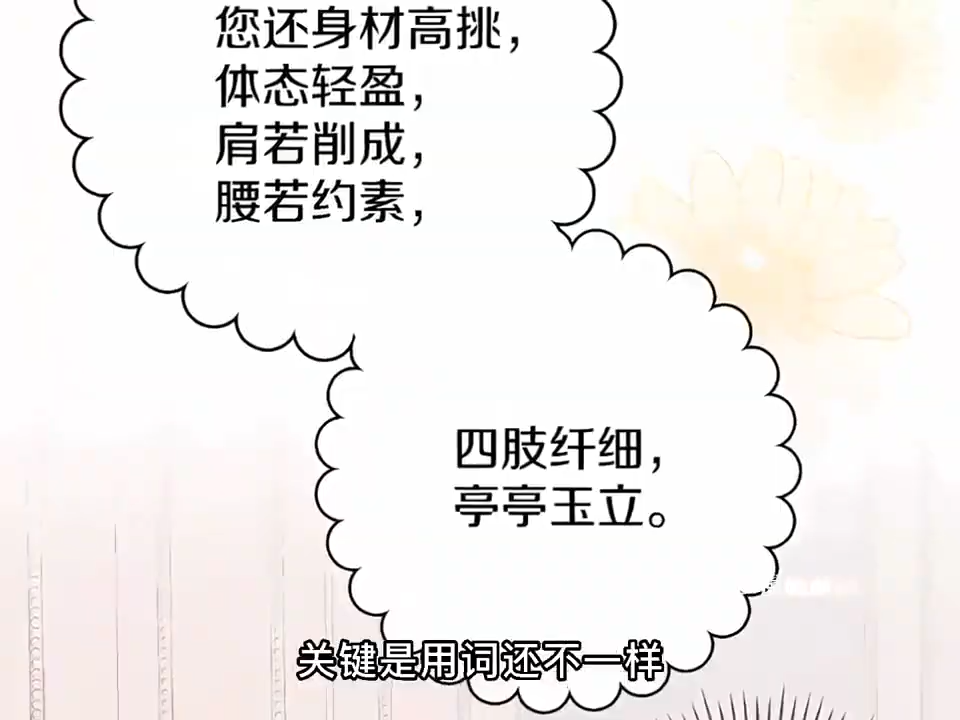 您还身材高挑，
体态轻盈，
肩若削成，
腰若约素，
四肢纤细，
亭亭玉立。
关键是用词还不一样